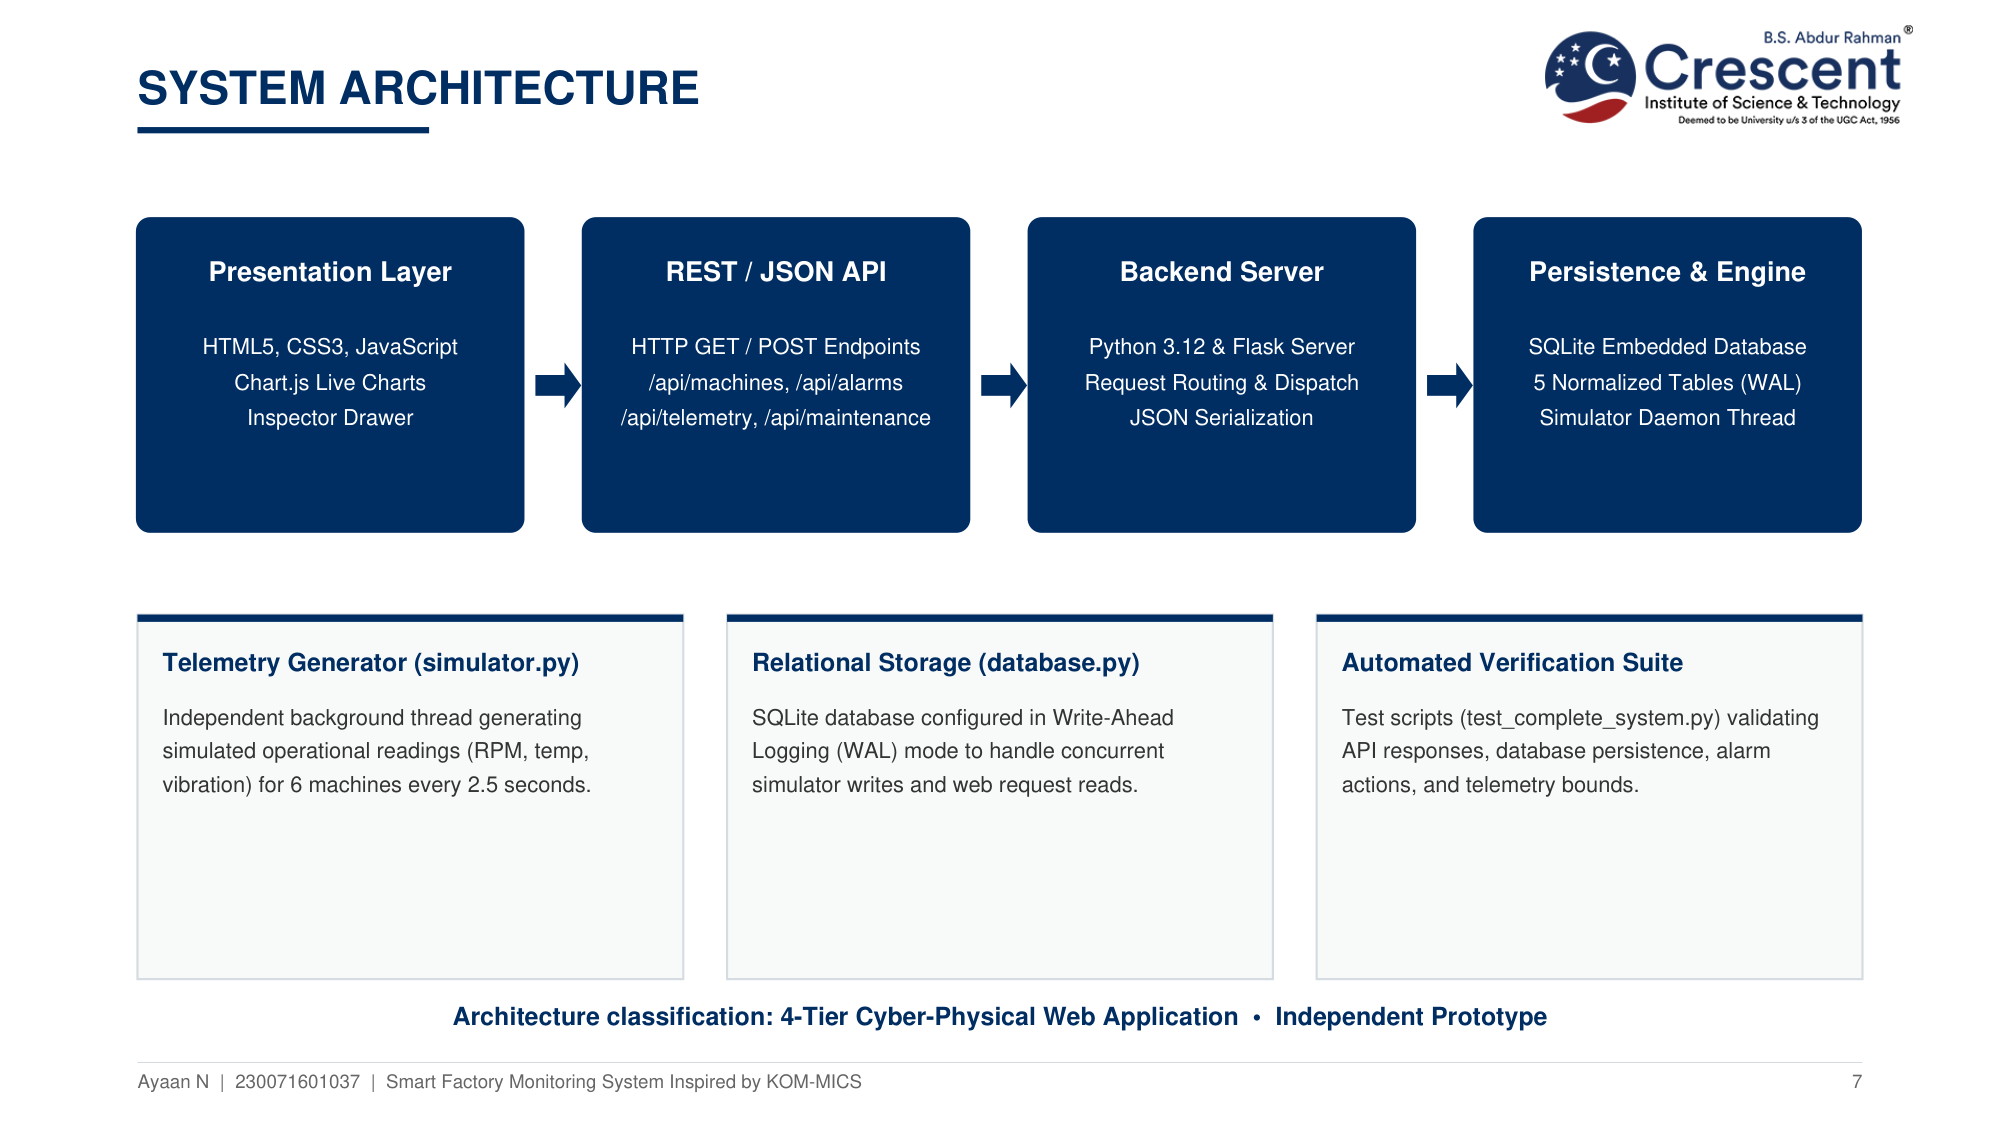 SYSTEM ARCHITECTURE
B.S. Abdur Rahman ®
Crescent
Institute of Science & Technology
Deemed to be University u/s 3 of the UGC Act, 1956
Presentation Layer
HTML5, CSS3, JavaScript
Chart.js Live Charts
Inspector Drawer
REST / JSON API
HTTP GET / POST Endpoints
/api/machines, /api/alarms
/api/telemetry, /api/maintenance
Backend Server
Python 3.12 & Flask Server
Request Routing & Dispatch
JSON Serialization
Persistence & Engine
SQLite Embedded Database
5 Normalized Tables (WAL)
Simulator Daemon Thread
Telemetry Generator (simulator.py)
Independent background thread generating
simulated operational readings (RPM, temp,
vibration) for 6 machines every 2.5 seconds.
Relational Storage (database.py)
SQLite database configured in Write-Ahead
Logging (WAL) mode to handle concurrent
simulator writes and web request reads.
Automated Verification Suite
Test scripts (test_complete_system.py) validating
API responses, database persistence, alarm
actions, and telemetry bounds.
Architecture classification: 4-Tier Cyber-Physical Web Application • Independent Prototype
Ayaan N | 230071601037 | Smart Factory Monitoring System Inspired by KOM-MICS
7